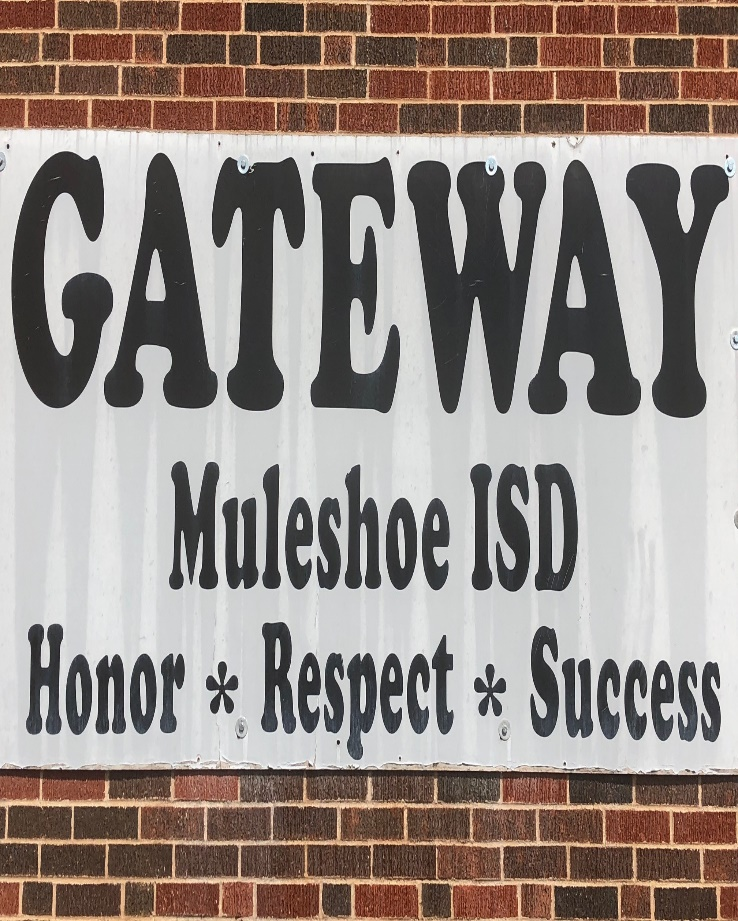 GATEWAY
Muleshoe ISD
Honor * Respect * Success